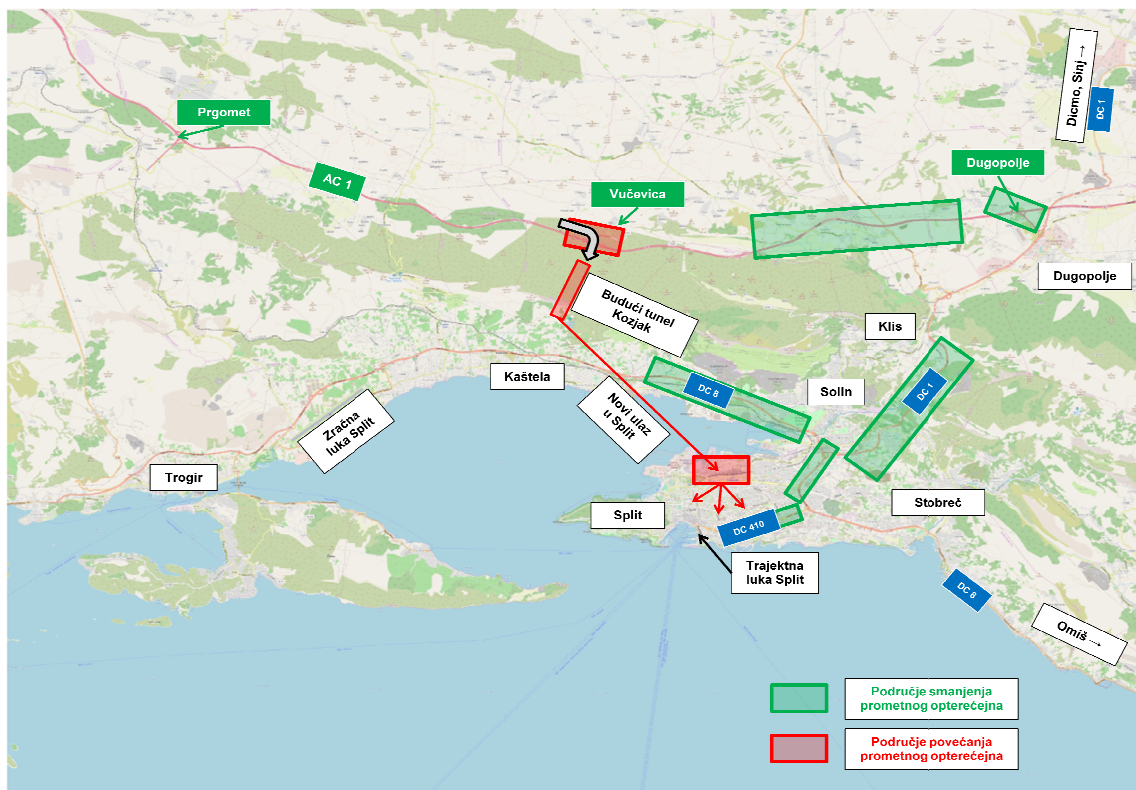 Dicmo, Sinj →
DC 1
Prgomet
AC 1
Dugopolje
Vučevica
Dugopolje
Budući tunel
Kozjak
Klis
Kaštela
DC 8
Solin
DC 1
Novi ulaz
u Split
Zračna
luka Split
Trogir
Split
Stobreč
DC 410
Trajektna
luka Split
DC 8
Omiš →
Područje smanjenja
prometnog opterećejna
Područje povećanja
prometnog opterećejna